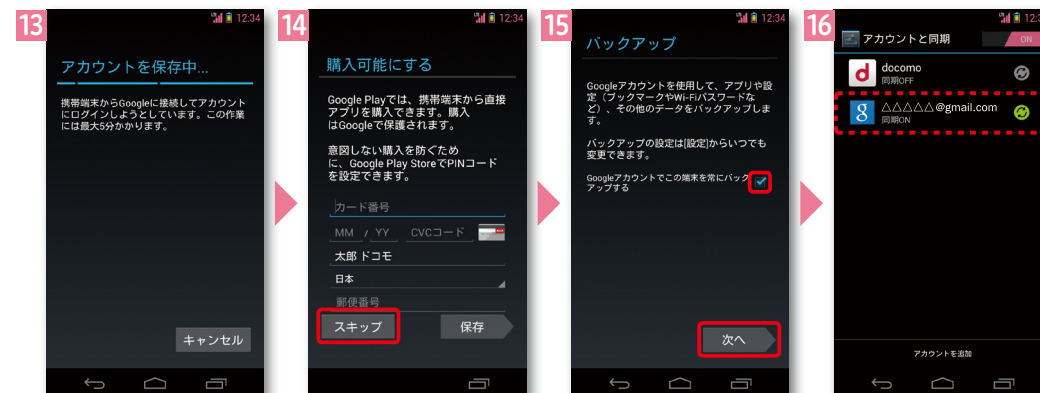 13
12:34
アカウントを保存中...
携帯端末からGoogleに接続してアカウント
にログインしようとしています。この作業
には最大5分かかります。
キャンセル
14
12:34
購入可能にする
Google Playでは、携帯端末から直接
アプリを購入できます。購入
はGoogleで保護されます。
意図しない購入を防ぐため
に、Google Play StoreでPINコード
を設定できます。
カード番号
MM / YY CVCコード
太郎 ドコモ
日本
郵便番号
スキップ 保存
15
12:34
バックアップ
Googleアカウントを使用して、アプリや設
定（ブックマークやWi-Fiパスワードな
ど）、その他のデータをバックアップしま
す。
バックアップの設定は[設定]からいつでも
変更できます。
Googleアカウントでこの端末を常にバック
アップする
次へ
16
12:3
アカウントと同期 ON
d docomo
同期OFF
8 △△△△△@gmail.com
同期ON
アカウントを追加